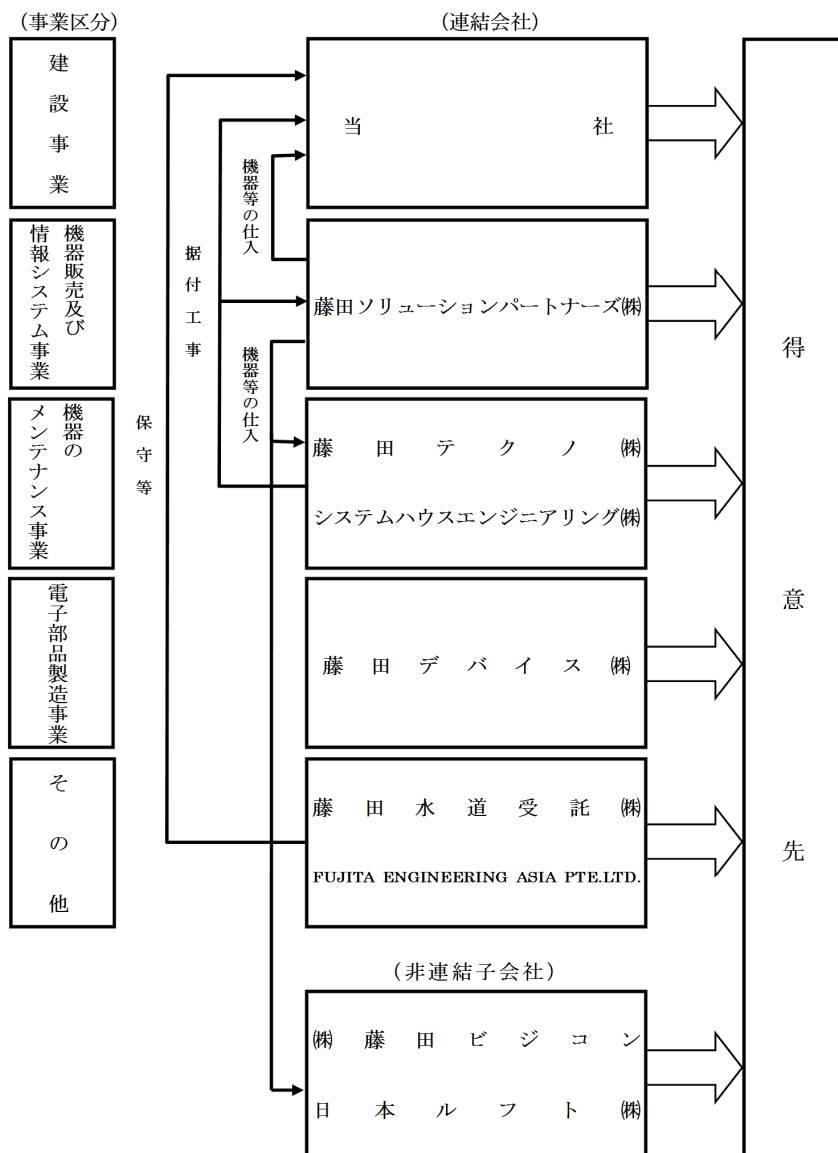 (事業区分)
(連結会社)
建設事業
当社
機器等の仕入
機器販売及び
情報システム事業
据付工事
藤田ソリューションパートナーズ㈱
得意先
機器等の仕入
機器の
メンテナンス事業
保守等
藤田テクノ㈱
システムハウスエンジニアリング㈱
電子部品製造事業
藤田デバイス㈱
その他
藤田水道受託㈱
FUJITA ENGINEERING ASIA PTE.LTD.
(非連結子会社)
㈱藤田ビジコン
日本ルフト㈱